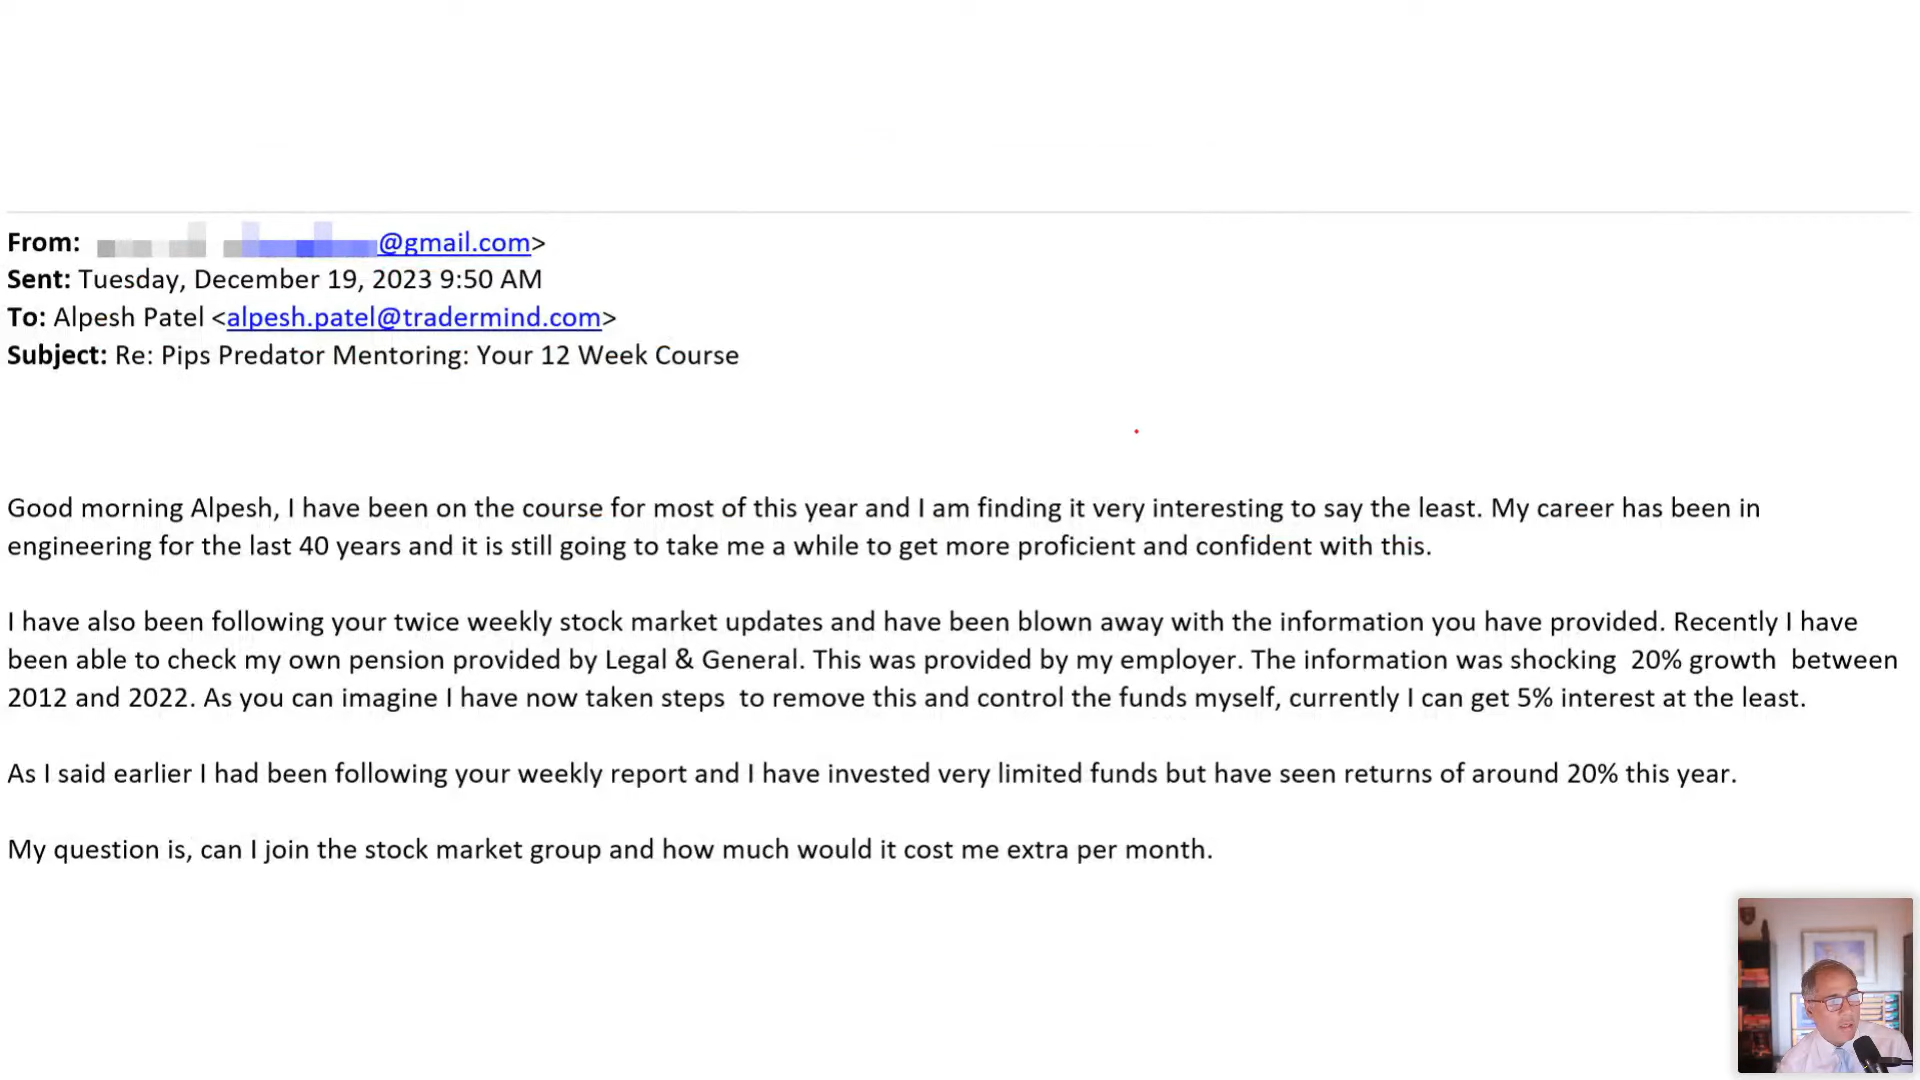 From: @gmail.com>
Sent: Tuesday, December 19, 2023 9:50 AM
To: Alpesh Patel <alpesh.patel@tradermind.com>
Subject: Re: Pips Predator Mentoring: Your 12 Week Course
Good morning Alpesh, I have been on the course for most of this year and I am finding it very interesting to say the least. My career has been in
engineering for the last 40 years and it is still going to take me a while to get more proficient and confident with this.
I have also been following your twice weekly stock market updates and have been blown away with the information you have provided. Recently I have
been able to check my own pension provided by Legal & General. This was provided by my employer. The information was shocking  20% growth  between
2012 and 2022. As you can imagine I have now taken steps  to remove this and control the funds myself, currently I can get 5% interest at the least.
As I said earlier I had been following your weekly report and I have invested very limited funds but have seen returns of around 20% this year.
My question is, can I join the stock market group and how much would it cost me extra per month.